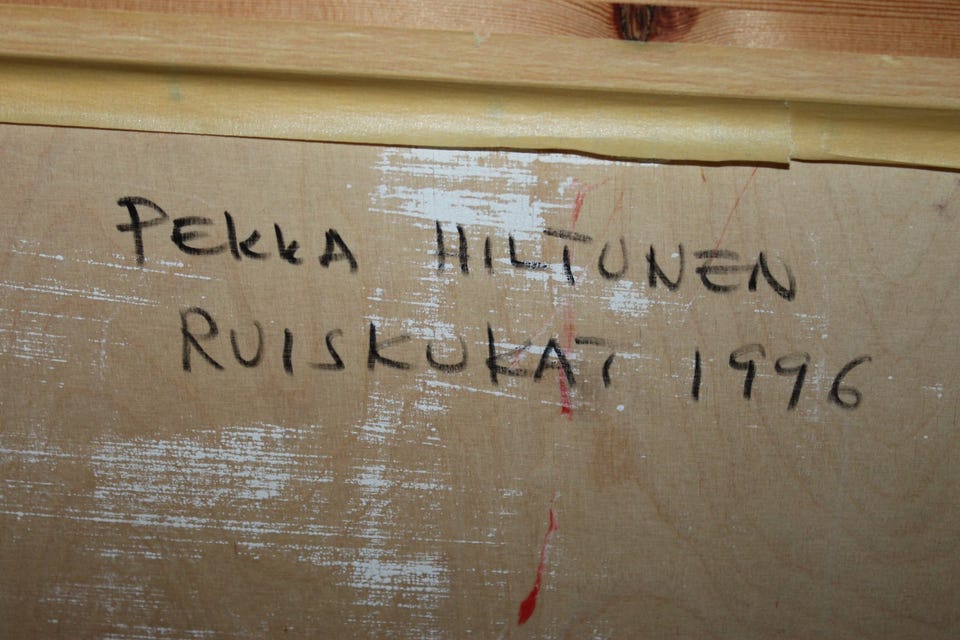 PEKKA HILTUNEN
RUISKUKAT 1996